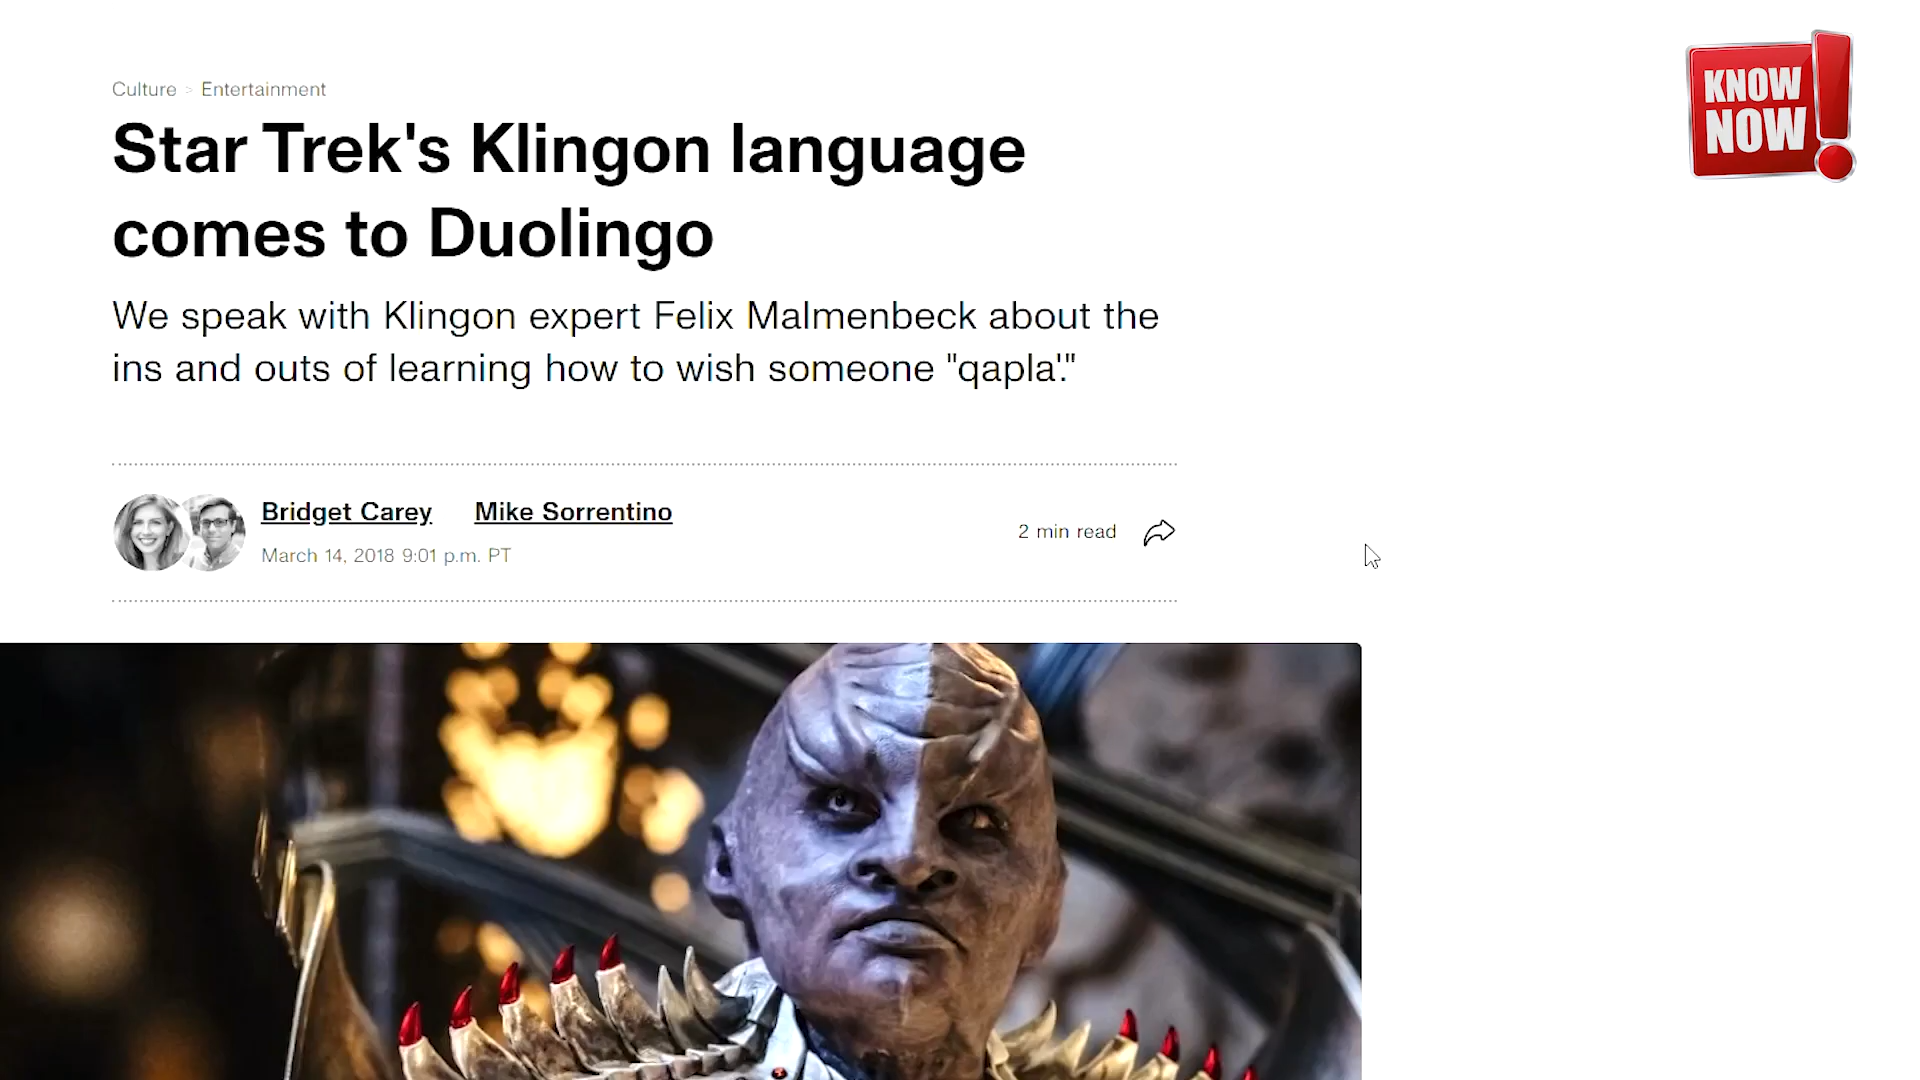 Culture > Entertainment
Star Trek's Klingon language
comes to Duolingo
We speak with Klingon expert Felix Malmenbeck about the
ins and outs of learning how to wish someone "qapla'."
Bridget Carey Mike Sorrentino
March 14, 2018 9:01 p.m. PT
2 min read
KNOW
NOW